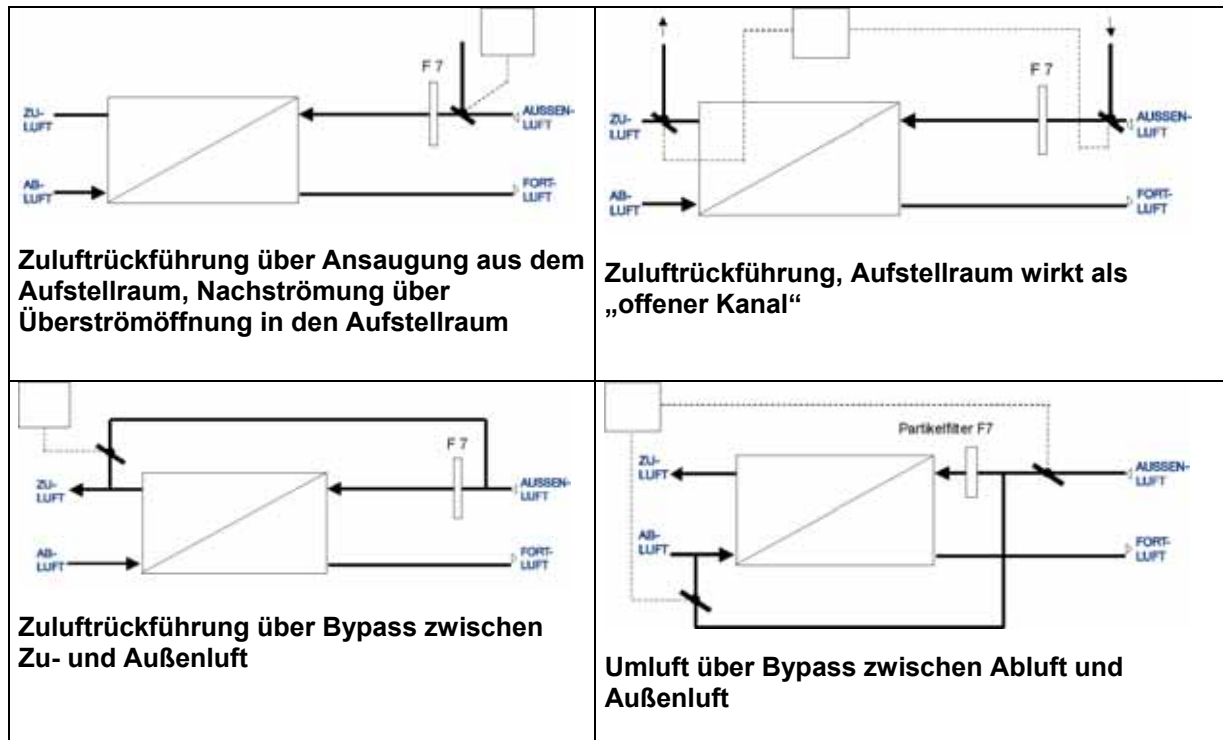 F 7
ZU-
LUFT
AUSSEN-
LUFT
AB-
LUFT
FORT-
LUFT
Zuluftrückführung über Ansaugung aus dem
Aufstellraum, Nachströmung über
Überströmöffnung in den Aufstellraum
F 7
ZU-
LUFT
AUSSEN-
LUFT
AB-
LUFT
FORT-
LUFT
Zuluftrückführung, Aufstellraum wirkt als
„offener Kanal“
F 7
ZU-
LUFT
AUSSEN-
LUFT
AB-
LUFT
FORT-
LUFT
Zuluftrückführung über Bypass zwischen
Zu- und Außenluft
Partikelfilter F7
ZU-
LUFT
AUSSEN-
LUFT
AB-
LUFT
FORT-
LUFT
Umluft über Bypass zwischen Abluft und
Außenluft